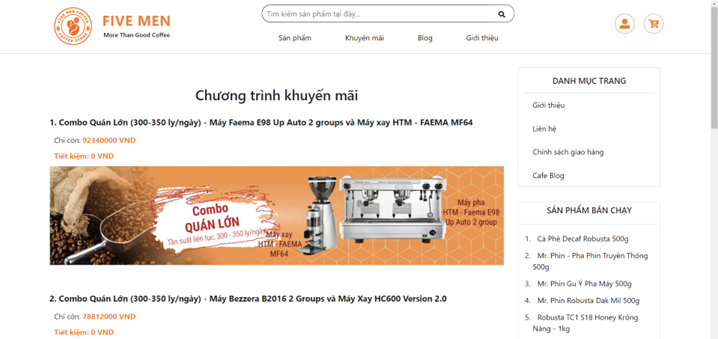 FIVE MEN COFFEE
COFFEE STORE
FIVE MEN
More Than Good Coffee
Tìm kiếm sản phẩm tại đây...
Sản phẩm
Khuyến mãi
Blog
Giới thiệu
Chương trình khuyến mãi
1. Combo Quán Lớn (300-350 ly/ngày) - Máy Faema E98 Up Auto 2 groups và Máy xay HTM - FAEMA MF64
Chỉ còn: 92340000 VND
Tiết kiệm: 0 VND
Combo
QUÁN LỚN
Tần suất liên tục, 300 - 350 ly/ngày
Máy xay
HTM - FAEMA
MF64
Máy pha
HTM - Faema E98
Up Auto 2 group
2. Combo Quán Lớn (300-350 ly/ngày) - Máy Bezzera B2016 2 Groups và Máy Xay HC600 Version 2.0
Chỉ còn: 78812000 VND
Tiết kiệm: 0 VND
DANH MỤC TRANG
Giới thiệu
Liên hệ
Chính sách giao hàng
Cafe Blog
SẢN PHẨM BÁN CHẠY
1. Cà Phê Decaf Robusta 500g
2. Mr. Phin - Pha Phin Truyền Thống
500g
3. Mr. Phin Gu Ý Pha Máy 500g
4. Mr. Phin Robusta Dak Mil 500g
5. Robusta TC1 S18 Honey Krông
Năng - 1kg